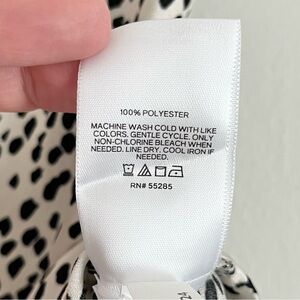 100% POLYESTER
MACHINE WASH COLD WITH LIKE
COLORS. GENTLE CYCLE. ONLY
NON-CHLORINE BLEACH WHEN
NEEDED. LINE DRY. COOL IRON IF
NEEDED.
RN# 55285